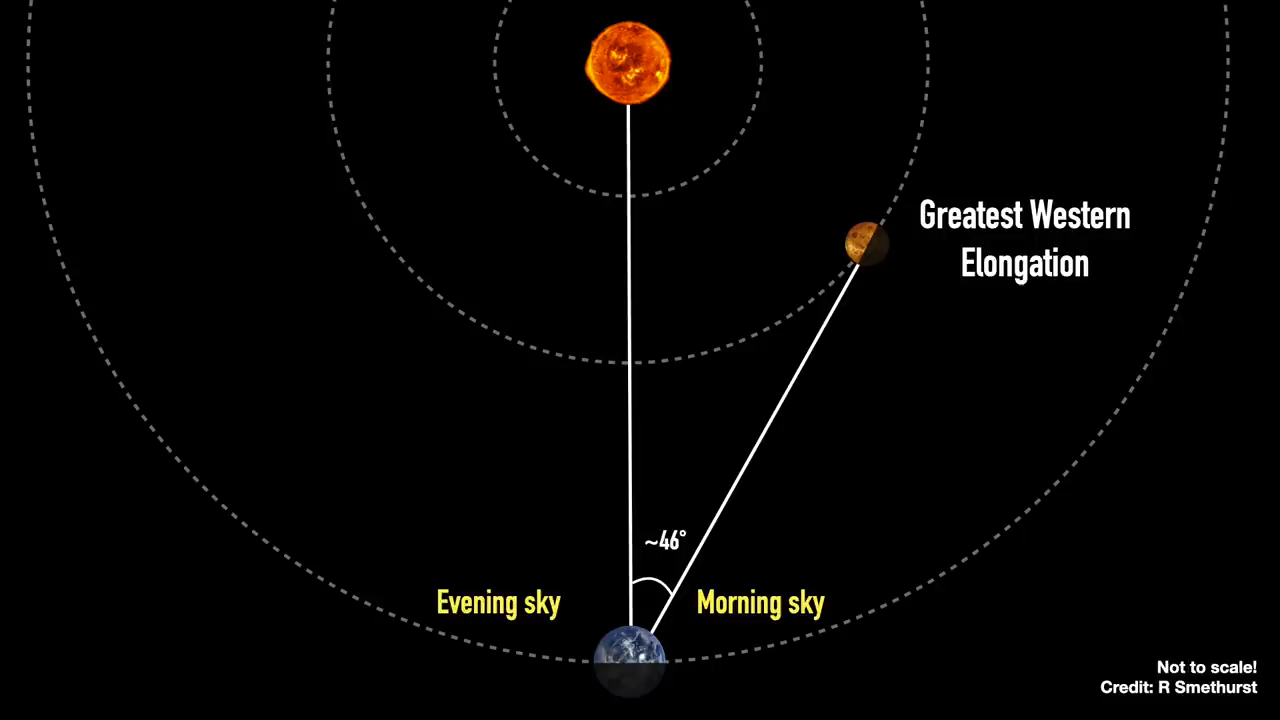 Greatest Western
Elongation
~46°
Evening sky
Morning sky
Not to scale!
Credit: R Smethurst